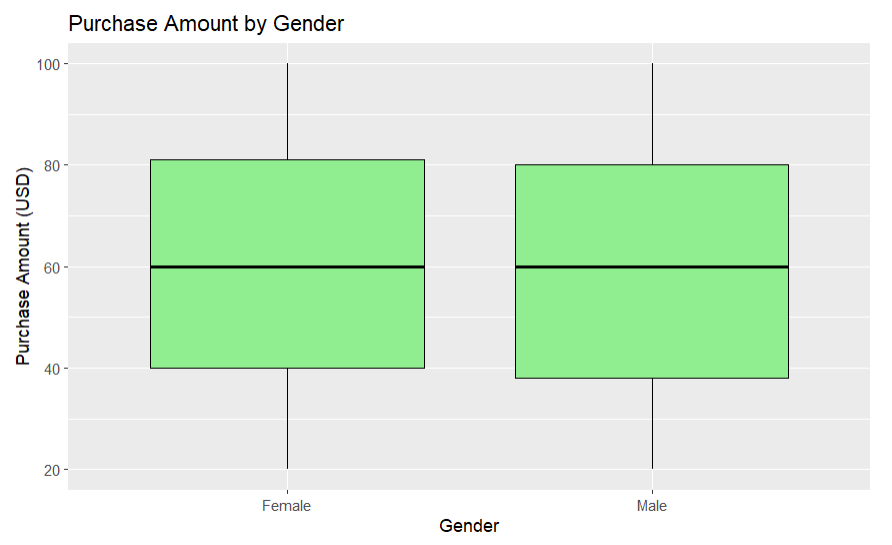 Purchase Amount by Gender
Purchase Amount (USD)
100
80
60
40
20
Female Male
Gender